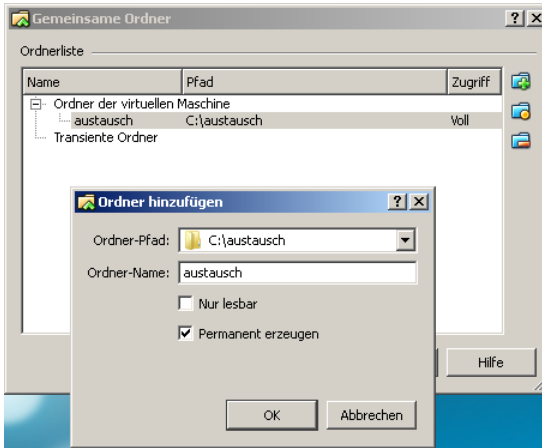 Gemeinsame Ordner
Ordnerliste
Name Pfad Zugriff
Ordner der virtuellen Maschine
austausch C:\austausch Voll
Transiente Ordner
Ordner hinzufügen
Ordner-Pfad: C:\austausch
Ordner-Name: austausch
Nur lesbar
Permanent erzeugen
OK Abbrechen
Hilfe